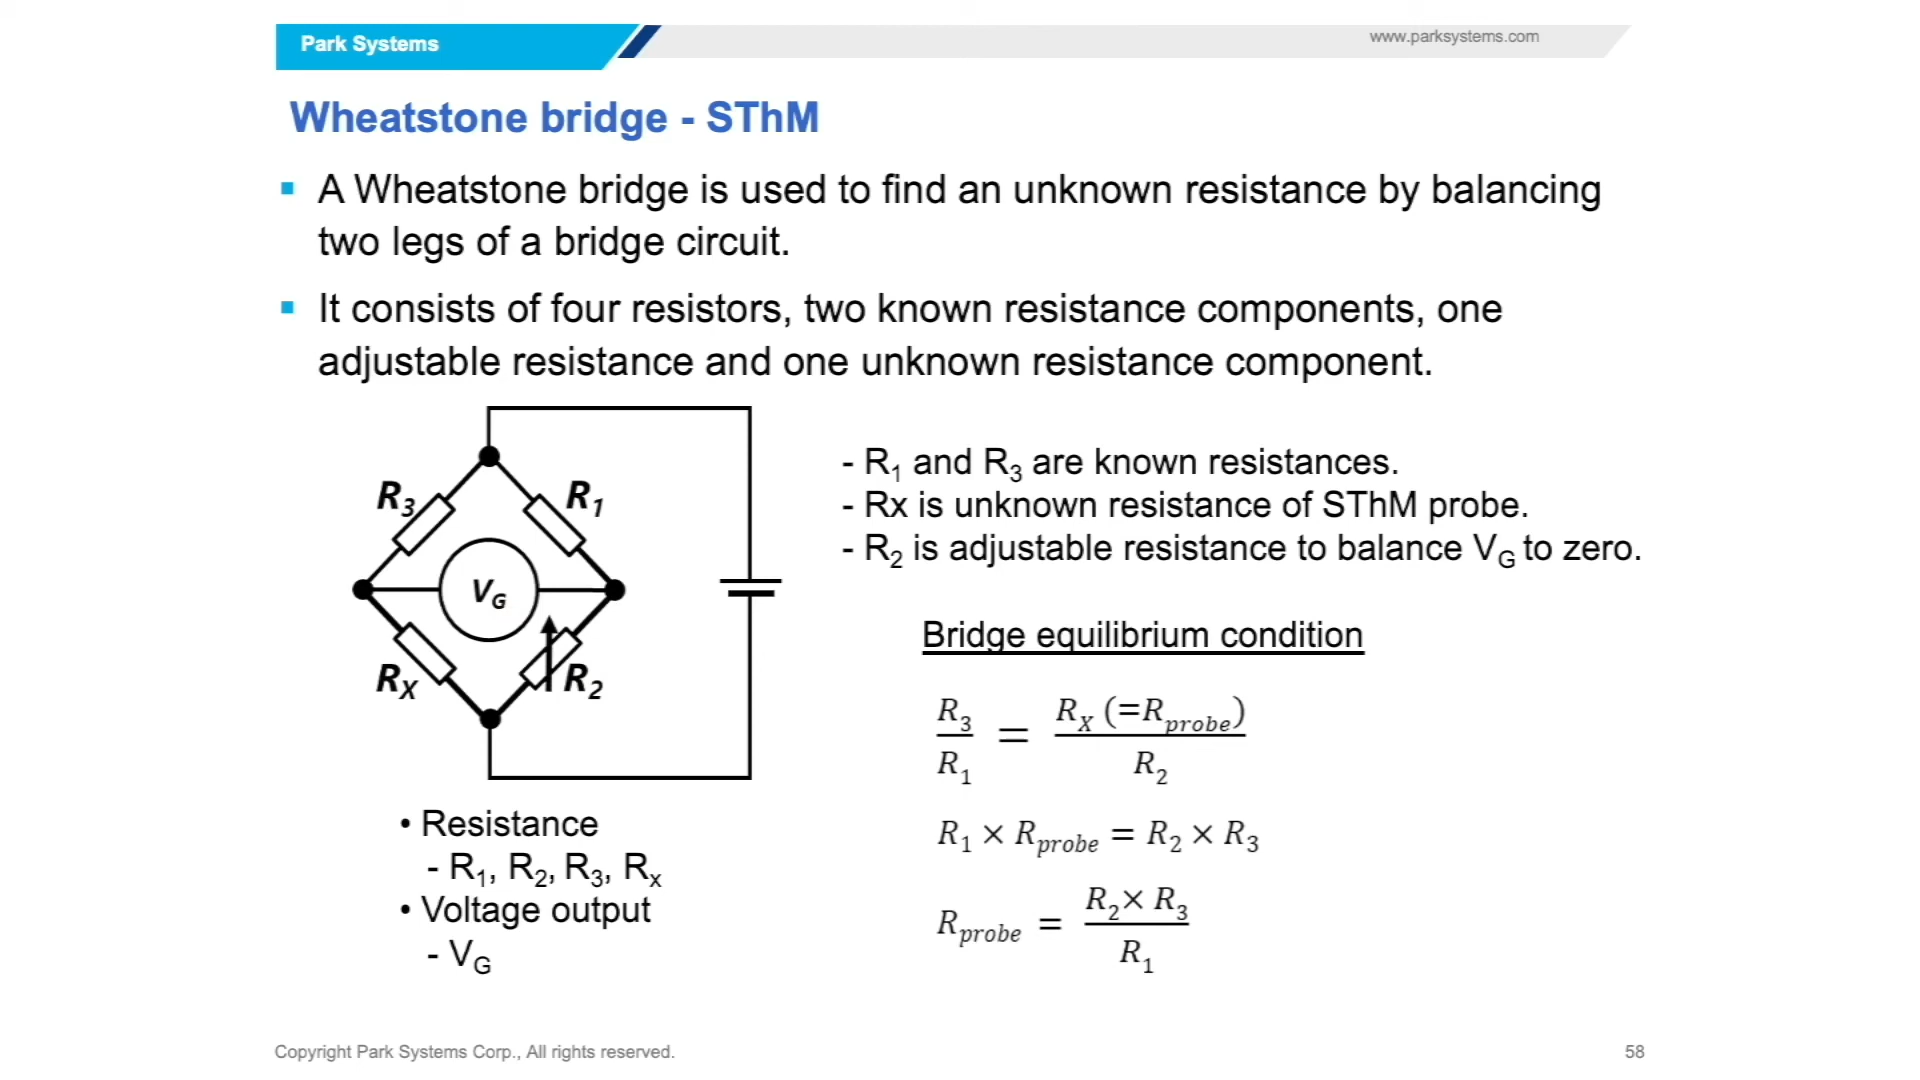 Park Systems
www.parksystems.com
Wheatstone bridge - SThM
▪ A Wheatstone bridge is used to find an unknown resistance by balancing
two legs of a bridge circuit.
▪ It consists of four resistors, two known resistance components, one
adjustable resistance and one unknown resistance component.
R₃
R₁
V_G
R_X
R₂
- R₁ and R₃ are known resistances.
- Rx is unknown resistance of SThM probe.
- R₂ is adjustable resistance to balance V_G to zero.
Bridge equilibrium condition
R₃/R₁ = R_X (=R_probe)/R₂
R₁ × R_probe = R₂ × R₃
R_probe = R₂× R₃/R₁
• Resistance
- R₁, R₂, R₃, Rₓ
• Voltage output
- V_G
Copyright Park Systems Corp., All rights reserved.
58